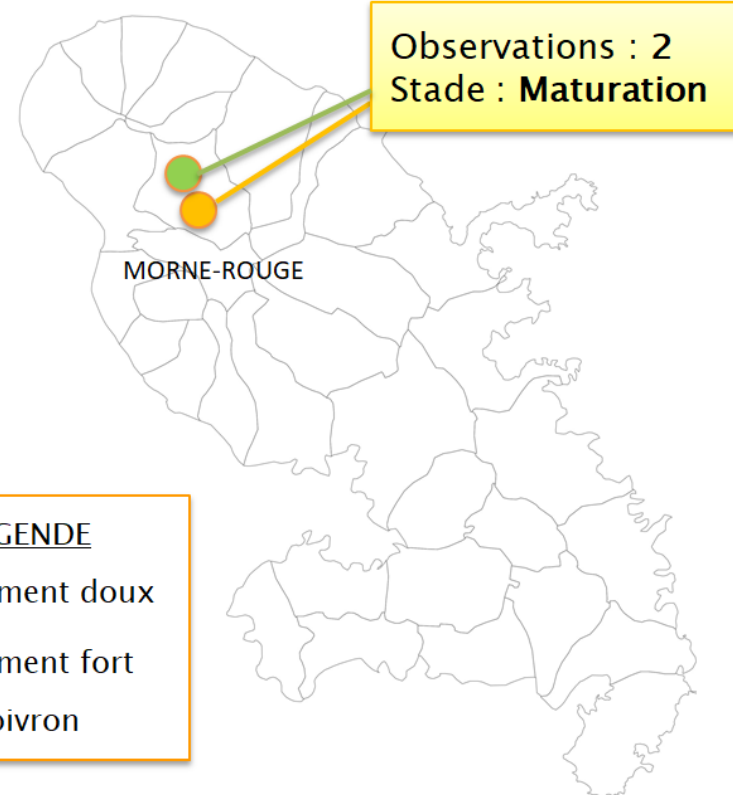 Observations : 2
Stade : Maturation
MORNE-ROUGE
GENDE
ment doux
ment fort
oivron